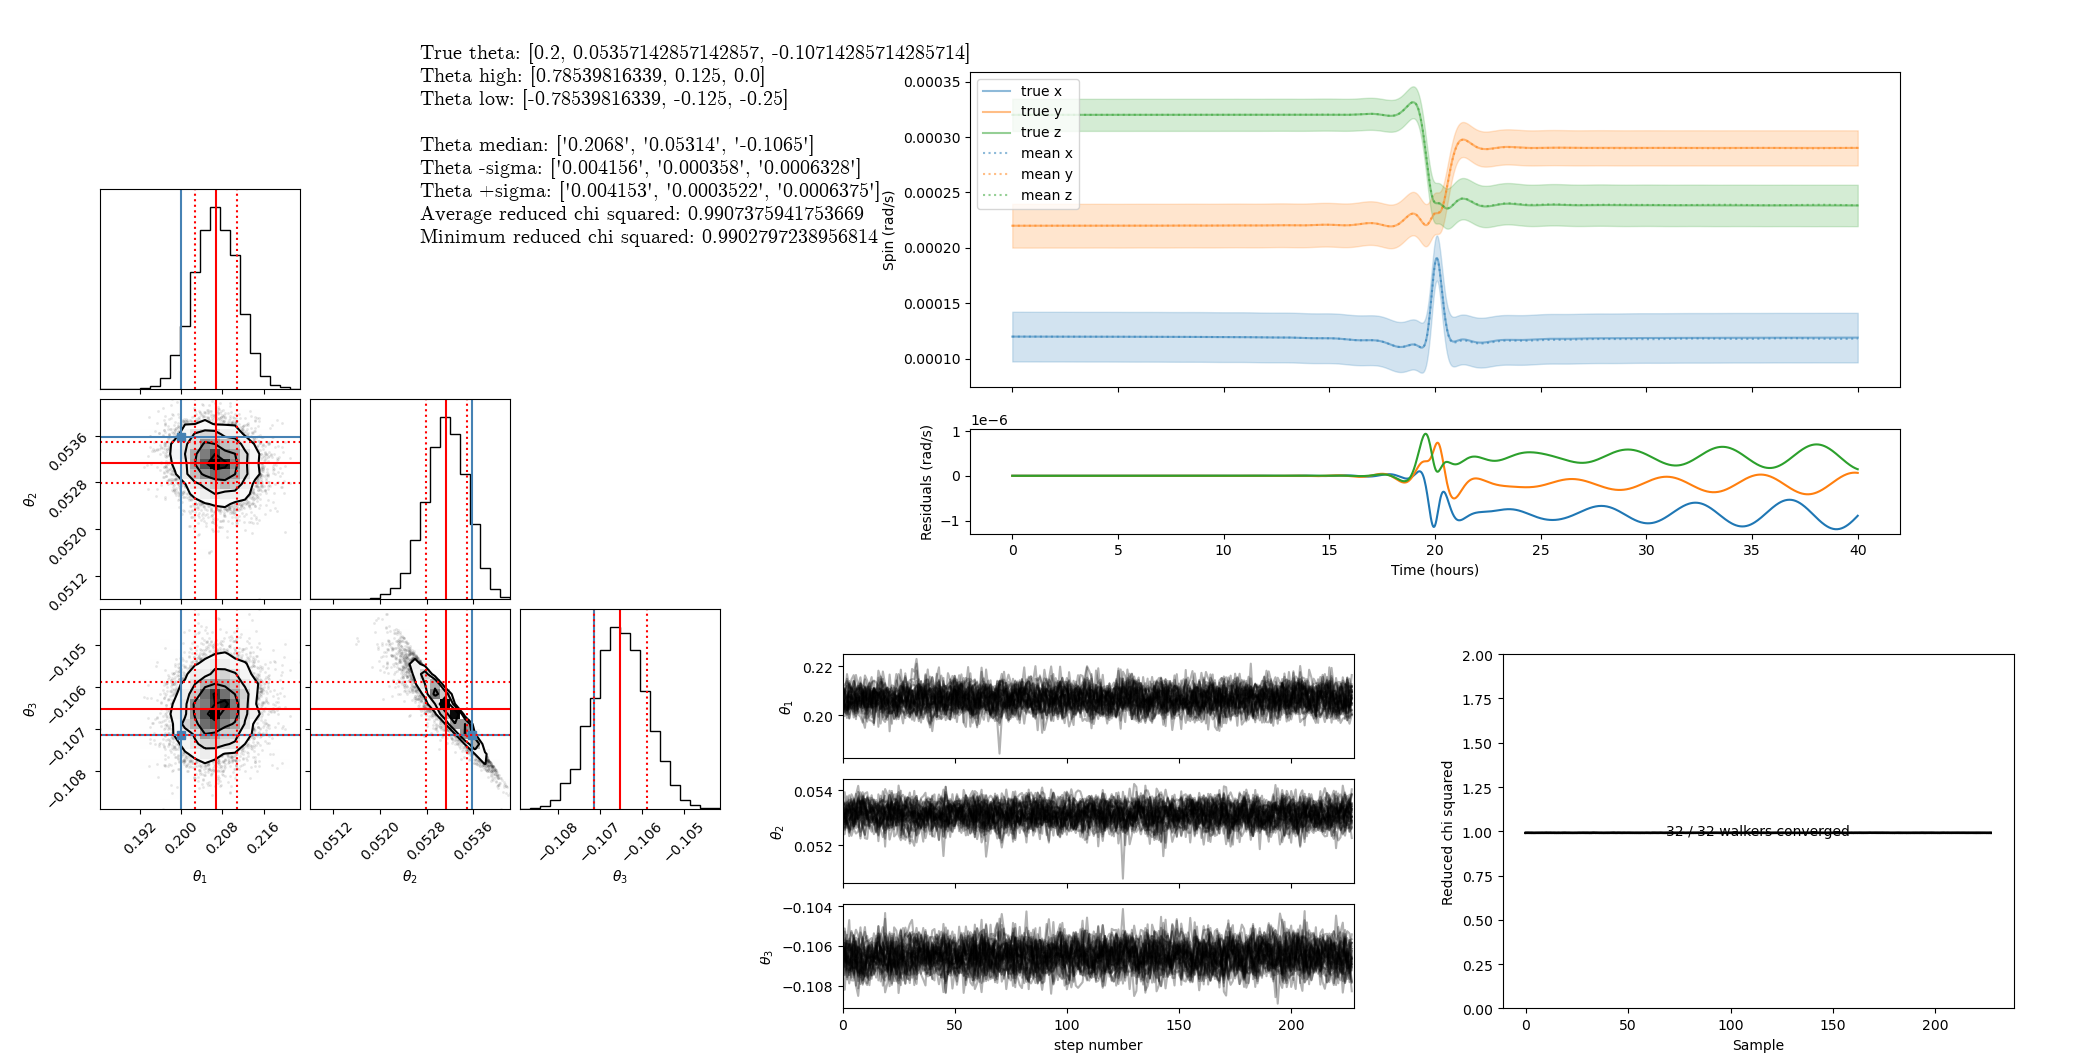 True theta: [0.2, 0.05357142857142857, -0.10714285714285714]
Theta high: [0.78539816339, 0.125, 0.0]
Theta low: [-0.78539816339, -0.125, -0.25]
Theta median: ['0.2068', '0.05314', '-0.1065']
Theta -sigma: ['0.004156', '0.000358', '0.0006328']
Theta +sigma: ['0.004153', '0.0003522', '0.0006375']
Average reduced chi squared: 0.9907375941753669
Minimum reduced chi squared: 0.9902797238956814
0.00035
0.00030
0.00025
0.00020
0.00015
0.00010
Spin (rad/s)
true x
true y
true z
mean x
mean y
mean z
1e−6
1
0
−1
Residuals (rad/s)
0 5 10 15 20 25 30 35 40
Time (hours)
0.0536
0.0528
0.0520
0.0512
θ2
−0.105
−0.106
−0.107
−0.108
θ3
0.192 0.200 0.208 0.216
θ1
0.0512 0.0520 0.0528 0.0536
θ2
−0.108 −0.107 −0.106 −0.105
θ3
0.22
0.20
θ1
0.054
0.052
θ2
−0.104
−0.106
−0.108
θ3
0 50 100 150 200
step number
2.00
1.75
1.50
1.25
1.00
0.75
0.50
0.25
0.00
Reduced chi squared
32 / 32 walkers converged
0 50 100 150 200
Sample